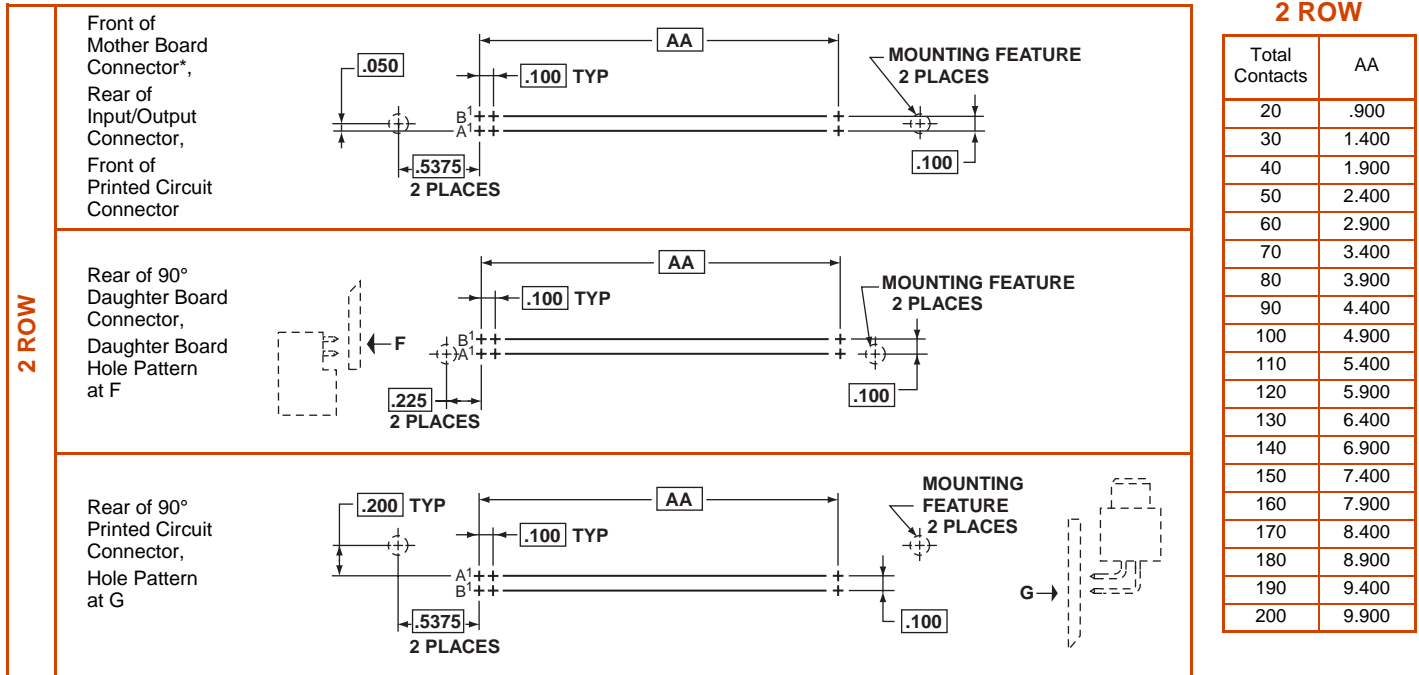 2 ROW
Front of
Mother Board
Connector*,
Rear of
Input/Output
Connector,
Front of
Printed Circuit
Connector
.050
AA
.100 TYP
MOUNTING FEATURE
2 PLACES
B1
A1
.5375
2 PLACES
.100
Rear of 90°
Daughter Board
Connector,
Daughter Board
Hole Pattern
at F
F
AA
.100 TYP
MOUNTING FEATURE
2 PLACES
B1
A1
.225
2 PLACES
.100
Rear of 90°
Printed Circuit
Connector,
Hole Pattern
at G
.200 TYP
AA
.100 TYP
MOUNTING
FEATURE
2 PLACES
A1
B1
.5375
2 PLACES
.100
G
2 ROW
Total
Contacts AA
20 .900
30 1.400
40 1.900
50 2.400
60 2.900
70 3.400
80 3.900
90 4.400
100 4.900
110 5.400
120 5.900
130 6.400
140 6.900
150 7.400
160 7.900
170 8.400
180 8.900
190 9.400
200 9.900